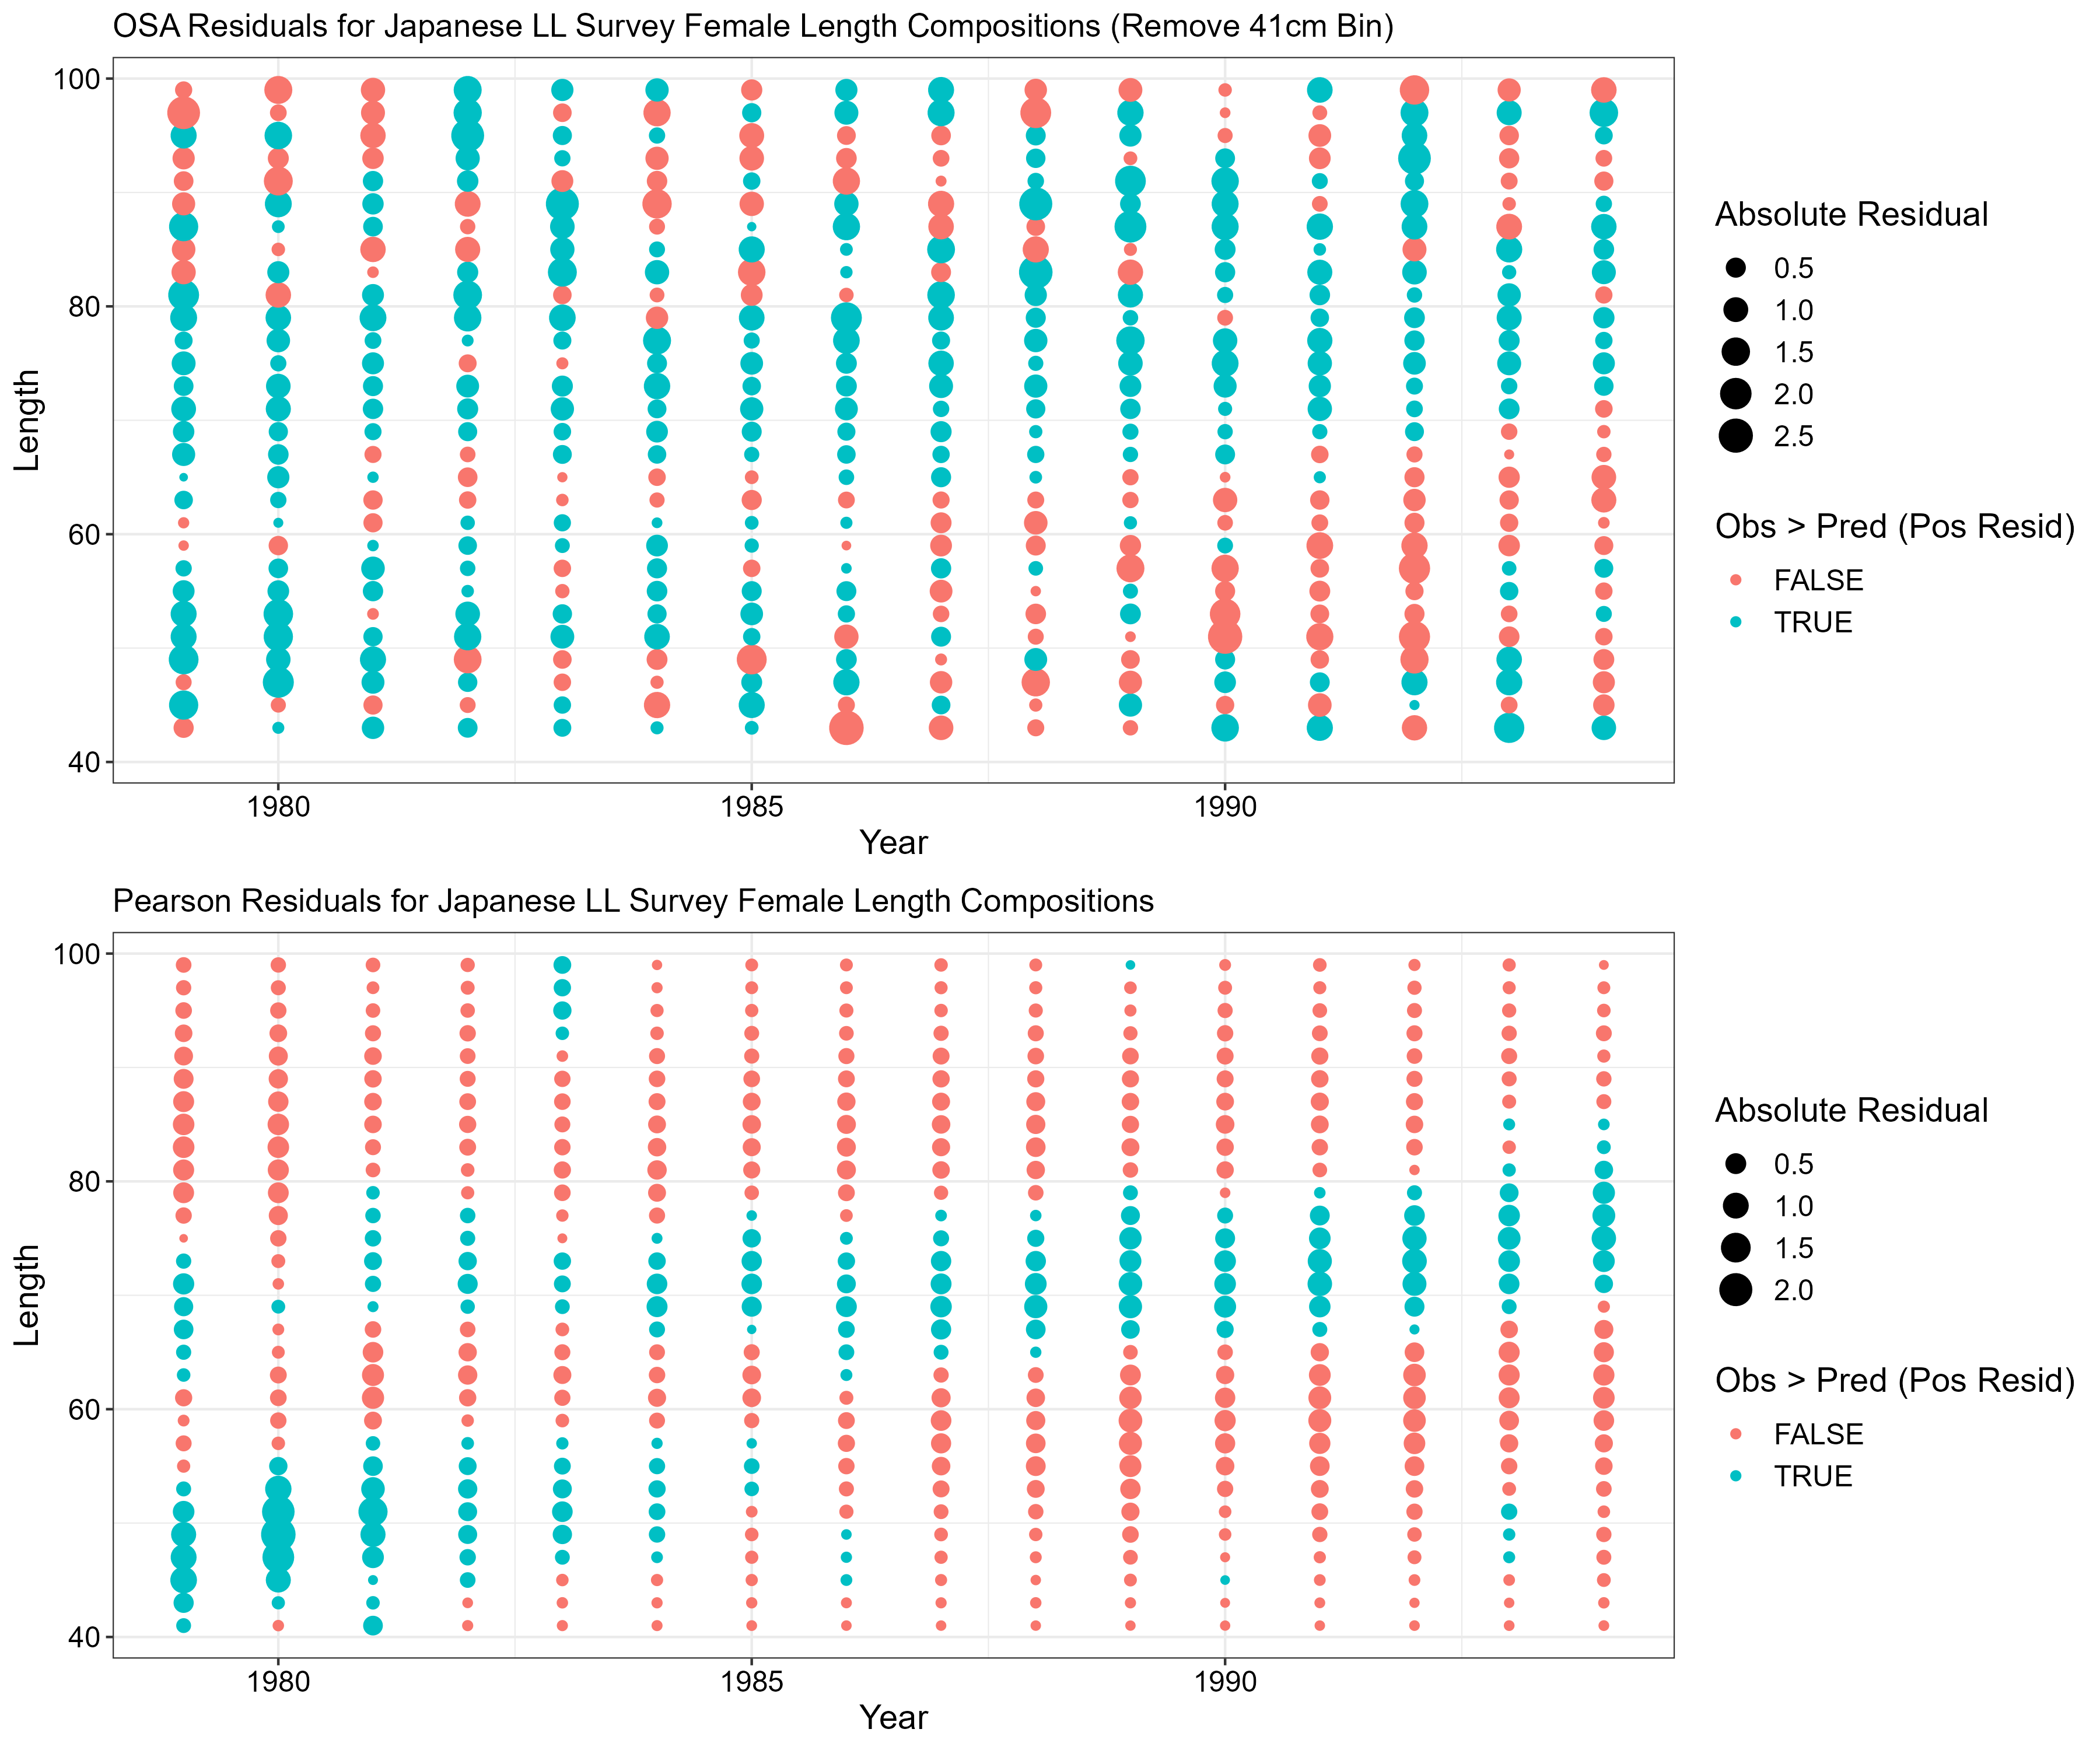 OSA Residuals for Japanese LL Survey Female Length Compositions (Remove 41cm Bin)
100
80
60
40
Length
1980
1985
1990
Year
Absolute Residual
0.5
1.0
1.5
2.0
2.5
Obs > Pred (Pos Resid)
FALSE
TRUE
Pearson Residuals for Japanese LL Survey Female Length Compositions
100
80
60
40
Length
1980
1985
1990
Year
Absolute Residual
0.5
1.0
1.5
2.0
Obs > Pred (Pos Resid)
FALSE
TRUE